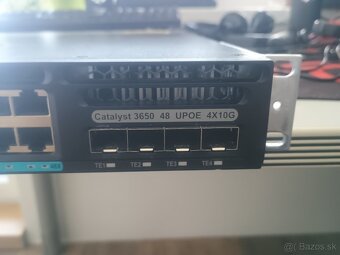 Catalyst 3650 48 UPOE 4X10G
TE1 TE2 TE3 TE4
bazos.sk